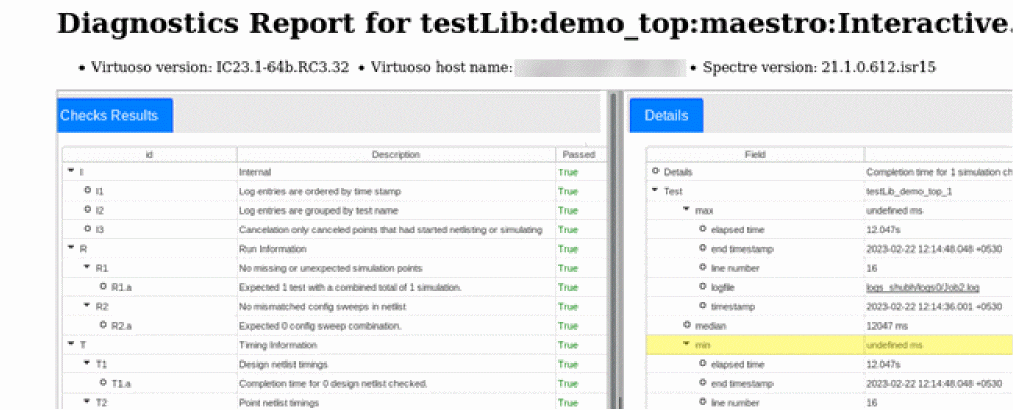 Diagnostics Report for testLib:demo_top:maestro:Interactive.
• Virtuoso version: IC23.1-64b.RC3.32 • Virtuoso host name: • Spectre version: 21.1.0.612.isr15
Checks Results
id Description Passed
I Internal True
I1 Log entries are ordered by time stamp True
I2 Log entries are grouped by test name True
I3 Cancelation only canceled points that had started netlisting or simulating True
R Run Information True
R1 No missing or unexpected simulation points True
R1.a Expected 1 test with a combined total of 1 simulation. True
R2 No mismatched config sweeps in netlist True
R2.a Expected 0 config sweep combination. True
T Timing Information True
T1 Design netlist timings True
T1.a Completion time for 0 design netlist checked. True
T2 Point netlist timings True
Details
Field
Details Completion time for 1 simulation ch
Test testLib_demo_top_1
max undefined ms
elapsed time 12.047s
end timestamp 2023-02-22 12:14:48.048 +0530
line number 16
logfile logs_shubh/logs0/Job2.log
timestamp 2023-02-22 12:14:36.001 +0530
median 12047 ms
min undefined ms
elapsed time 12.047s
end timestamp 2023-02-22 12:14:48.048 +0530
line number 16